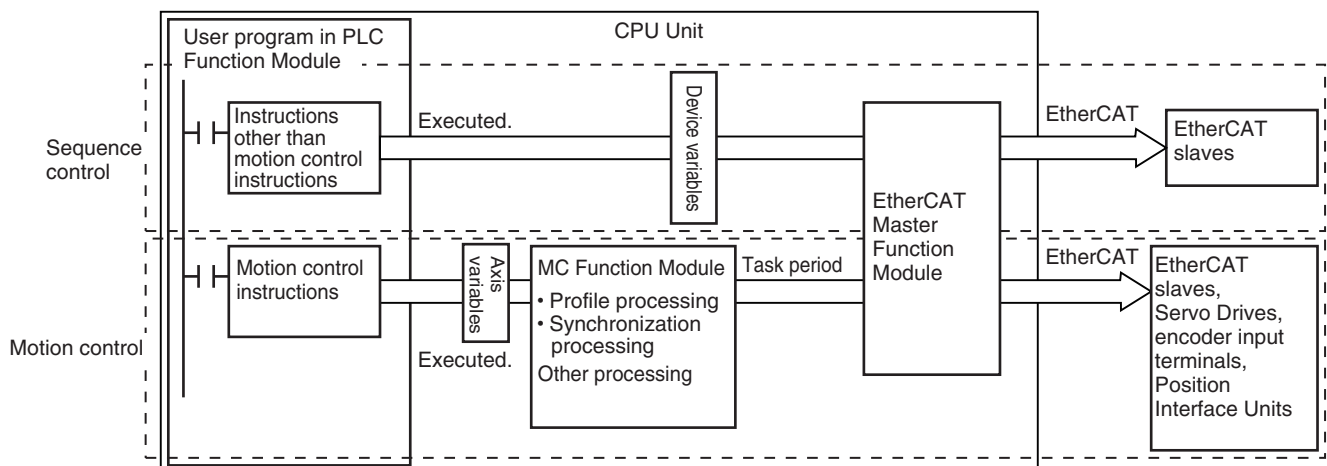 User program in PLC
Function Module
CPU Unit
Sequence
control
Instructions
other than
motion control
instructions
Executed.
Device variables
EtherCAT
Master
Function
Module
EtherCAT
EtherCAT
slaves
Motion control
Motion control
instructions
Axis
variables
Executed.
MC Function Module
• Profile processing
• Synchronization
processing
Other processing
Task period
EtherCAT
EtherCAT
slaves,
Servo Drives,
encoder input
terminals,
Position
Interface Units